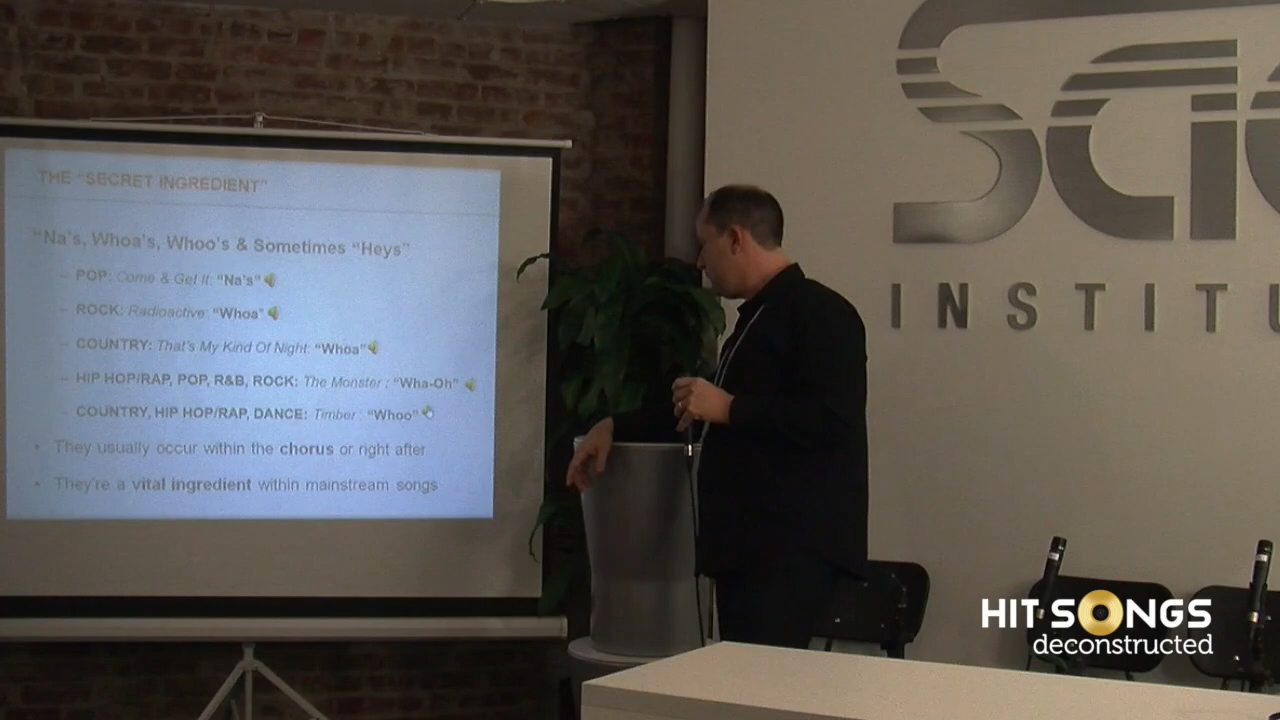 THE "SECRET INGREDIENT"
"Na's, Whoa's, Whoo's & Sometimes "Heys"
– POP: Come & Get It: "Na's"
– ROCK: Radioactive: "Whoa"
– COUNTRY: That's My Kind Of Night: "Whoa"
– HIP HOP/RAP, POP, R&B, ROCK: The Monster : "Wha-Oh"
– COUNTRY, HIP HOP/RAP, DANCE: Timber : "Whoo"
• They usually occur within the chorus or right after
• They're a vital ingredient within mainstream songs
HIT SONGS
deconstructed